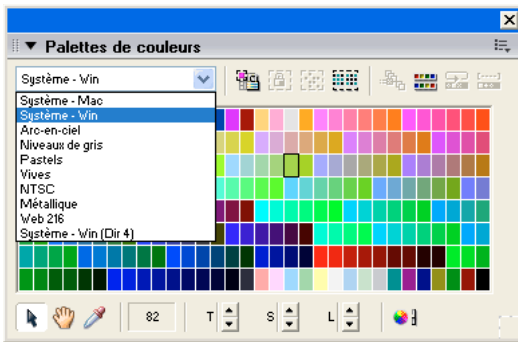 Palettes de couleurs
Système - Win
Système - Mac
Système - Win
Arc-en-ciel
Niveaux de gris
Pastels
Vives
NTSC
Métallique
Web 216
Système - Win (Dir 4)
82 T S L